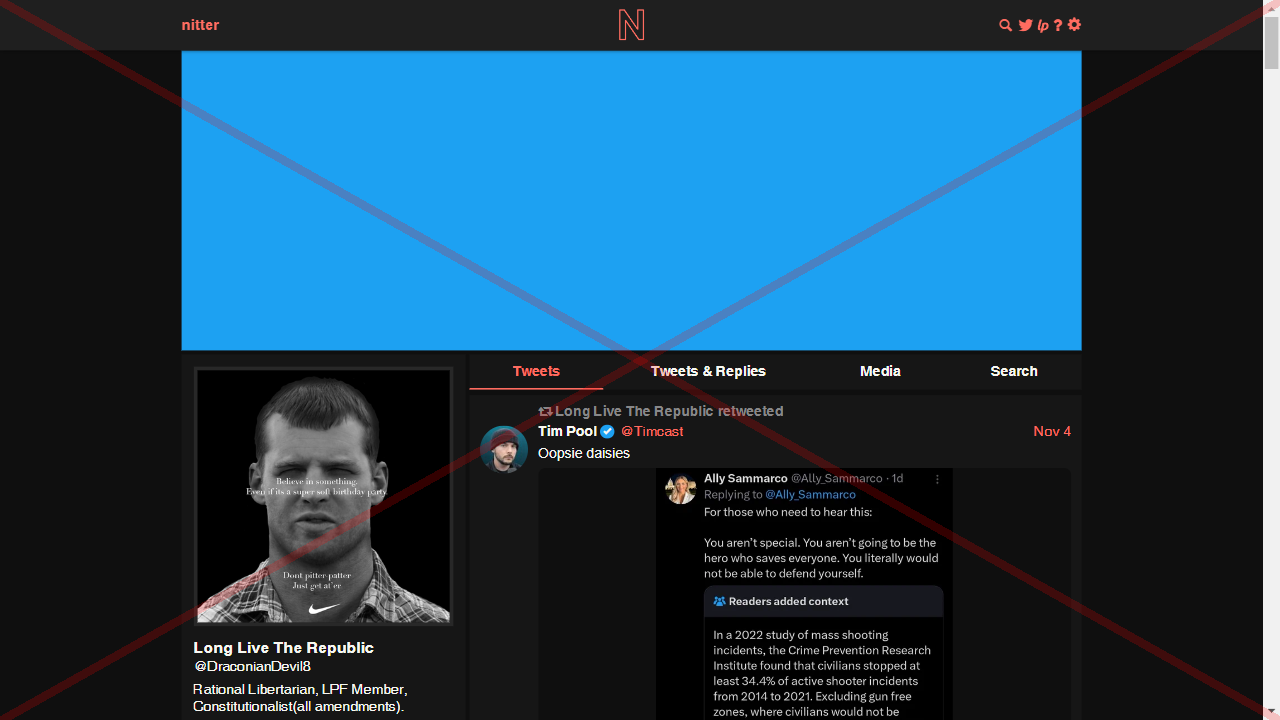 nitter
N
lp ?
Tweets
Tweets & Replies
Media
Search
Long Live The Republic retweeted
Tim Pool @Timcast
Nov 4
Oopsie daisies
Ally Sammarco @Ally_Sammarco · 1d
Replying to @Ally_Sammarco
For those who need to hear this:
You aren't special. You aren't going to be the
hero who saves everyone. You literally would
not be able to defend yourself.
Readers added context
In a 2022 study of mass shooting
incidents, the Crime Prevention Research
Institute found that civilians stopped at
least 34.4% of active shooter incidents
from 2014 to 2021. Excluding gun free
zones, where civilians would not be
Believe in something.
Even if its a super soft birthday party.
Dont pitter patter
Just get at'er
Long Live The Republic
@DraconianDevil8
Rational Libertarian, LPF Member,
Constitutionalist(all amendments).